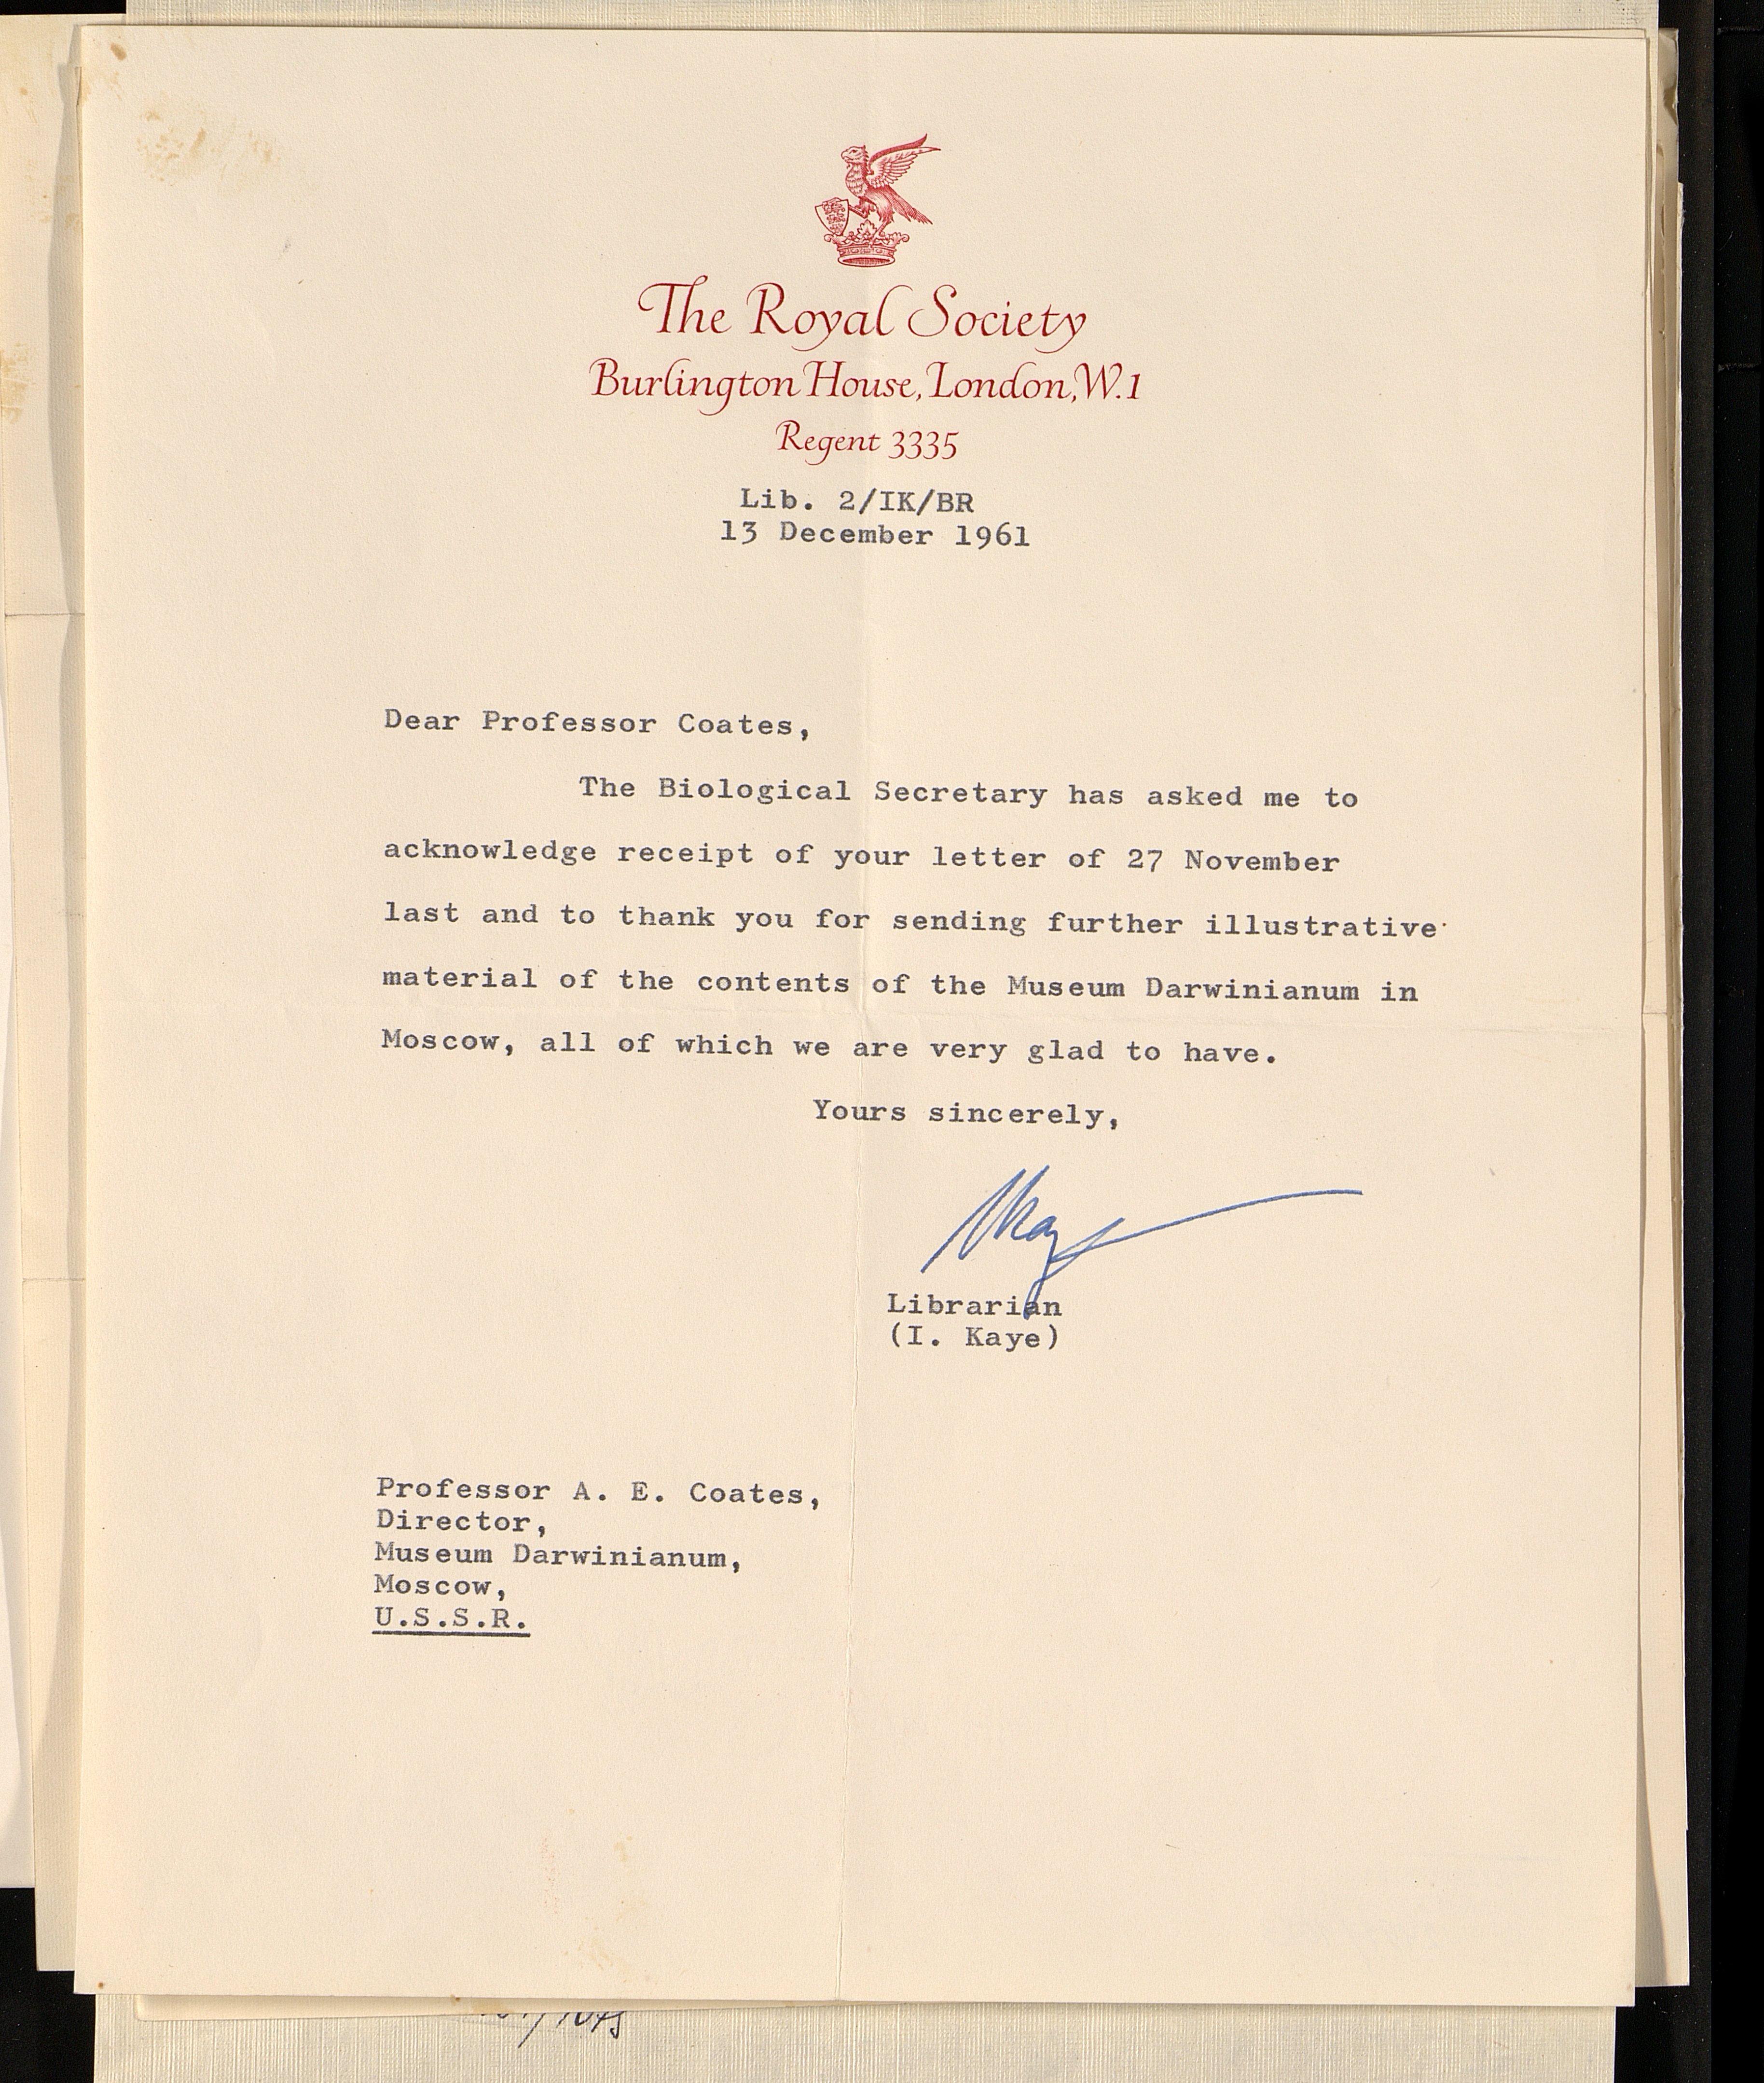 The Royal Society
Burlington House, London, W.1
Regent 3335
Lib. 2/IK/BR
13 December 1961
Dear Professor Coates,
The Biological Secretary has asked me to
acknowledge receipt of your letter of 27 November
last and to thank you for sending further illustrative
material of the contents of the Museum Darwinianum in
Moscow, all of which we are very glad to have.
Yours sincerely,
IKaye
Librarian
(I. Kaye)
Professor A. E. Coates,
Director,
Museum Darwinianum,
Moscow,
U.S.S.R.